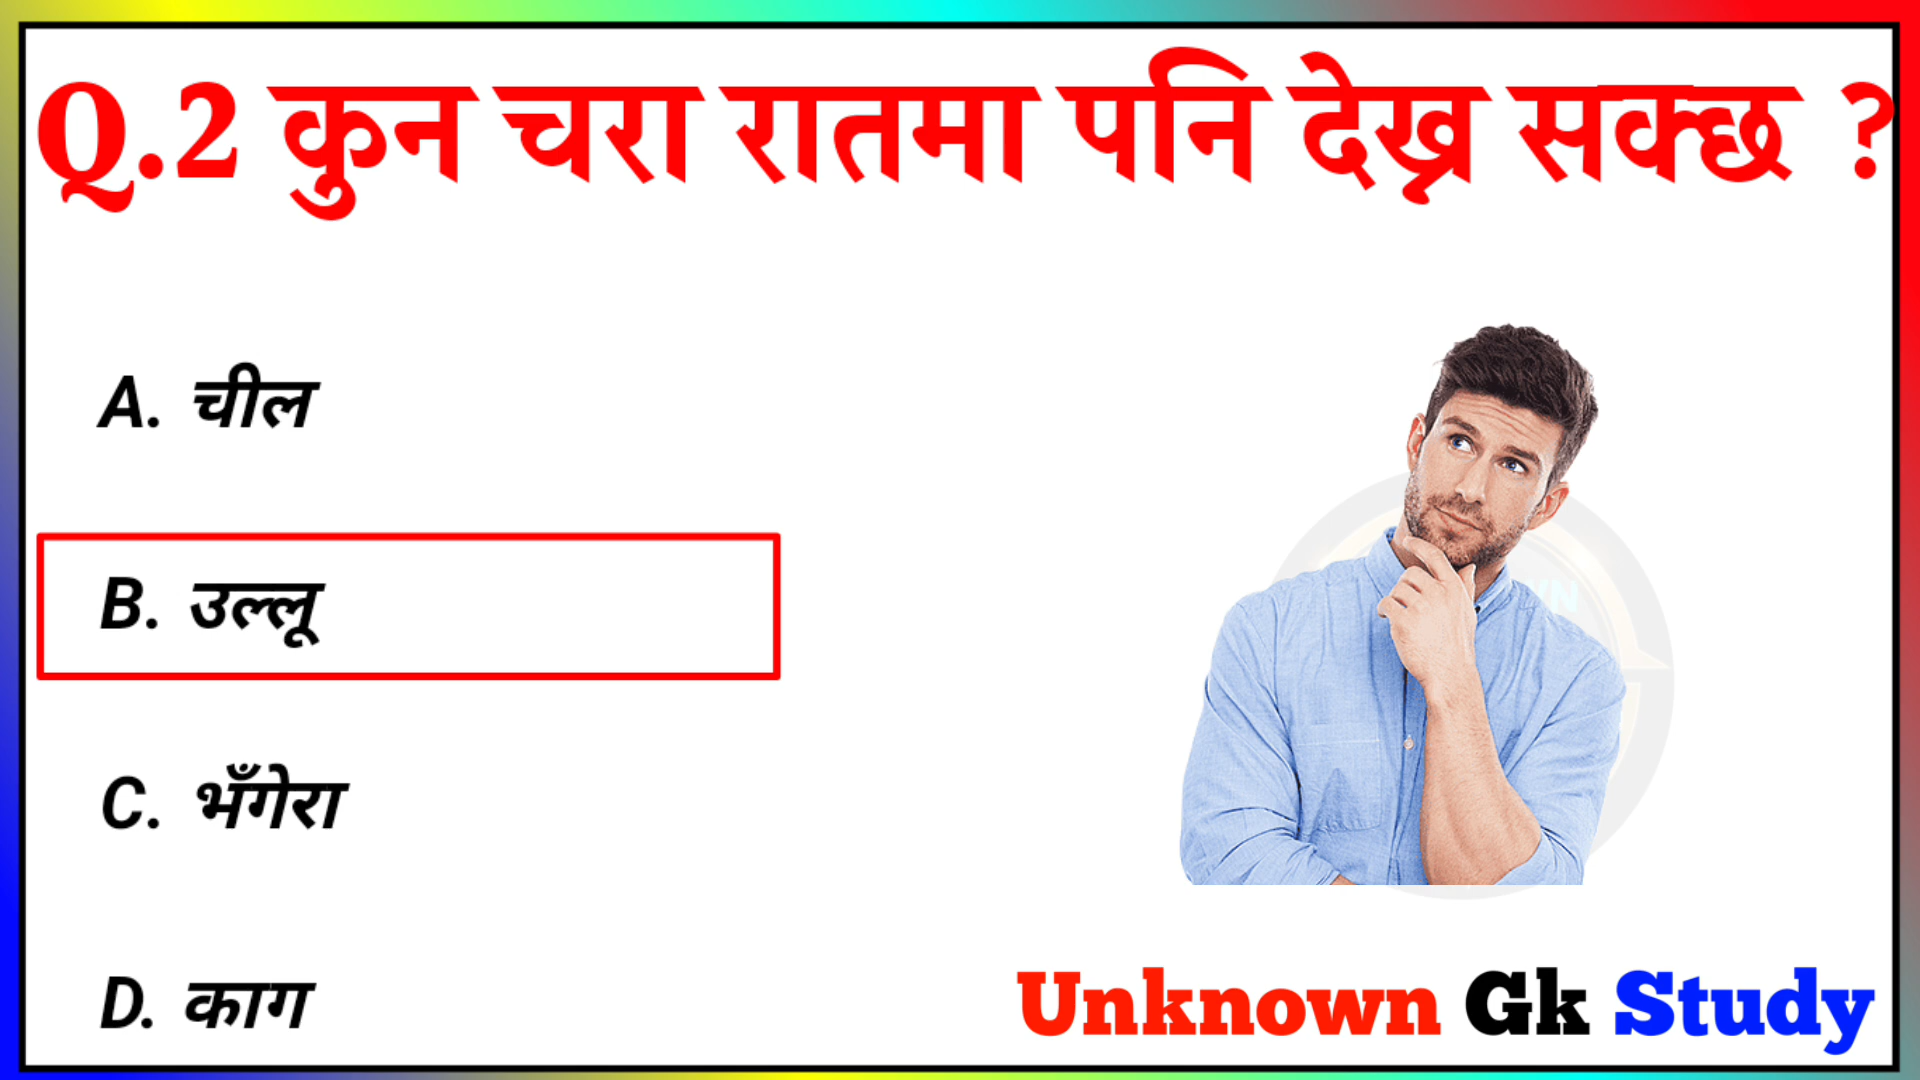 Q.2 कुन चरा रातमा पनि देख्न सक्छ ?
A. चील
B. उल्लू
C. भँगेरा
D. काग
Unknown Gk Study